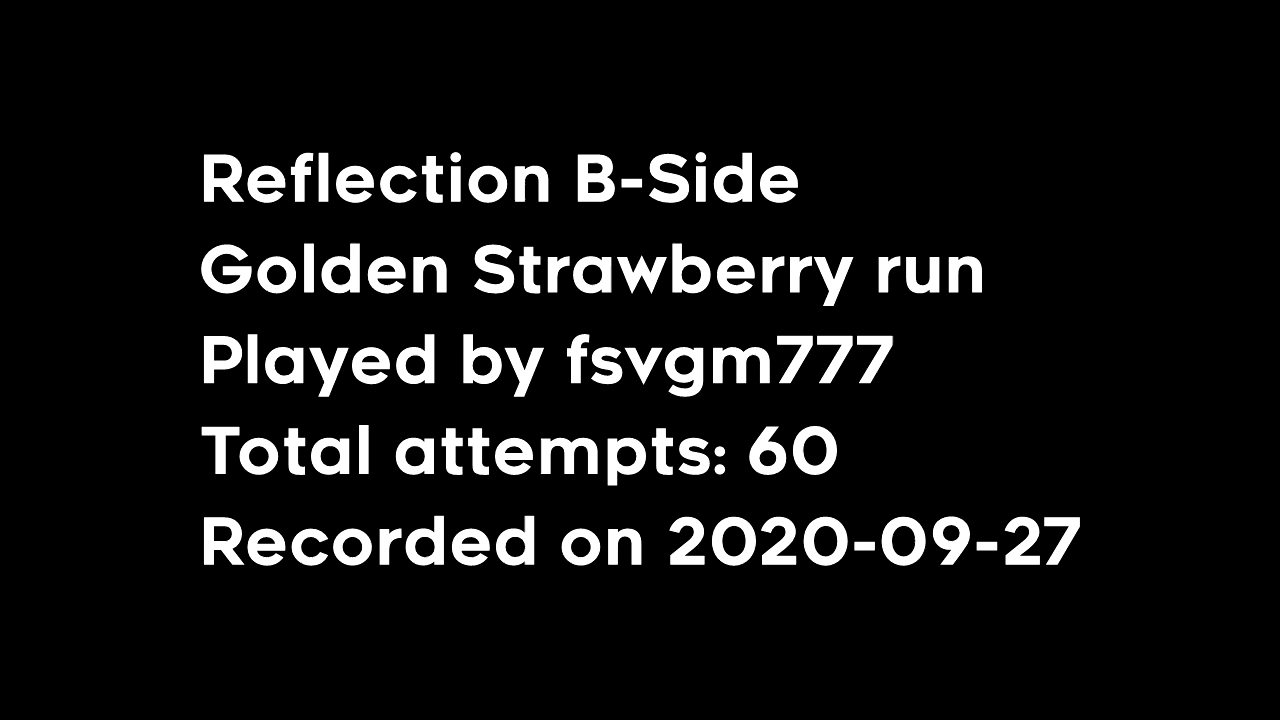 Reflection B-Side
Golden Strawberry run
Played by fsvgm777
Total attempts: 60
Recorded on 2020-09-27